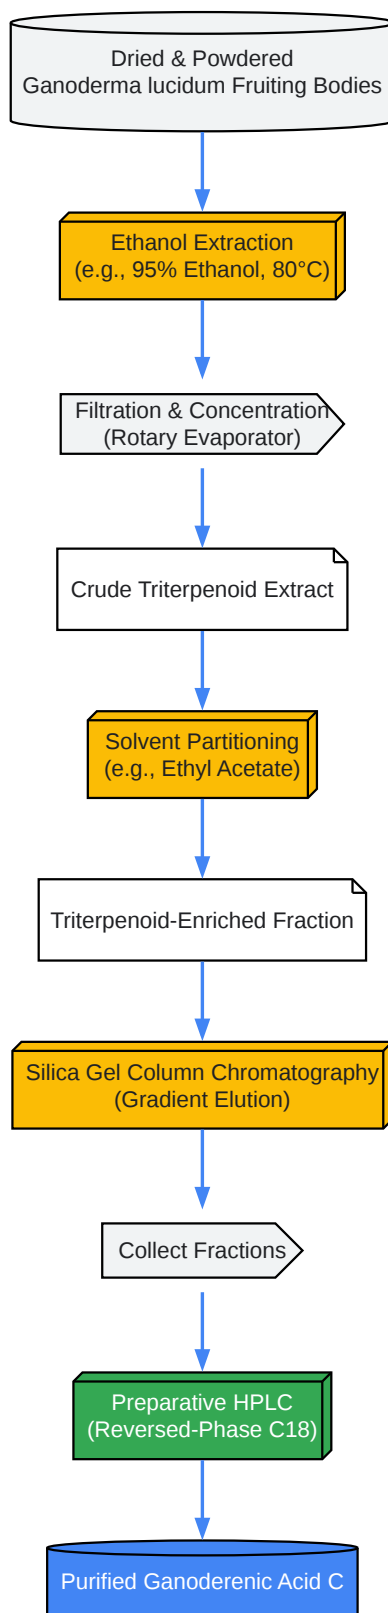 Dried & Powdered
Ganoderma lucidum Fruiting Bodies
Ethanol Extraction
(e.g., 95% Ethanol, 80°C)
Filtration & Concentration
(Rotary Evaporator)
Crude Triterpenoid Extract
Solvent Partitioning
(e.g., Ethyl Acetate)
Triterpenoid-Enriched Fraction
Silica Gel Column Chromatography
(Gradient Elution)
Collect Fractions
Preparative HPLC
(Reversed-Phase C18)
Purified Ganoderenic Acid C